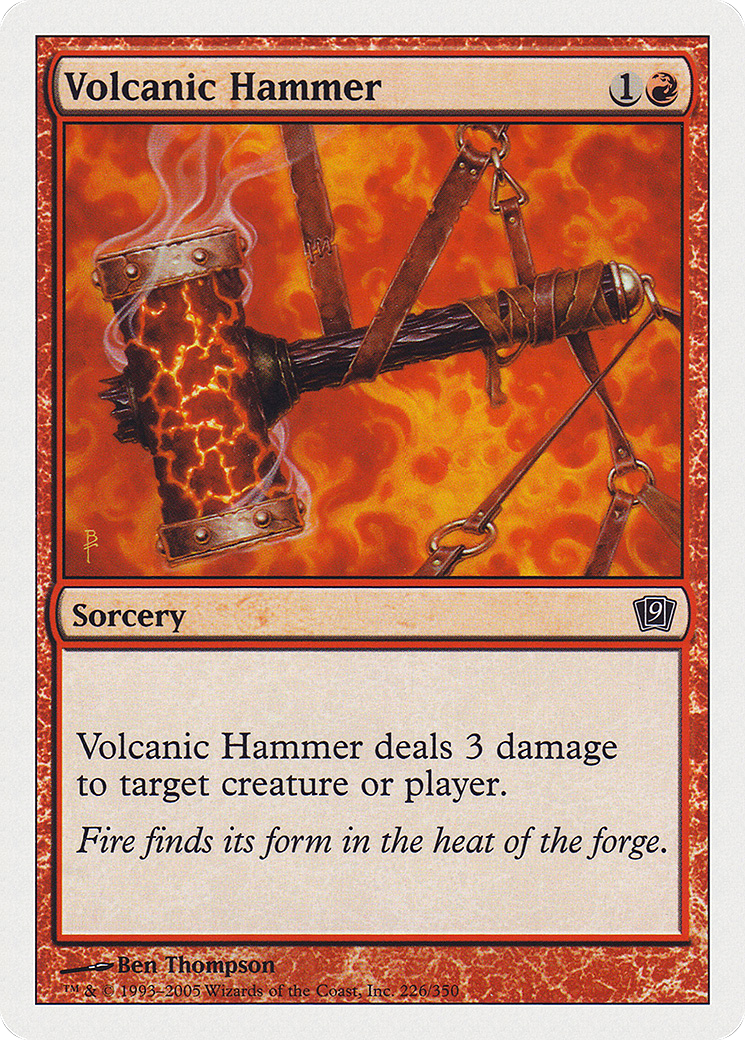 Volcanic Hammer 1
BT
Sorcery 9
Volcanic Hammer deals 3 damage
to target creature or player.
Fire finds its form in the heat of the forge.
Ben Thompson
™ & © 1993–2005 Wizards of the Coast, Inc. 226/350